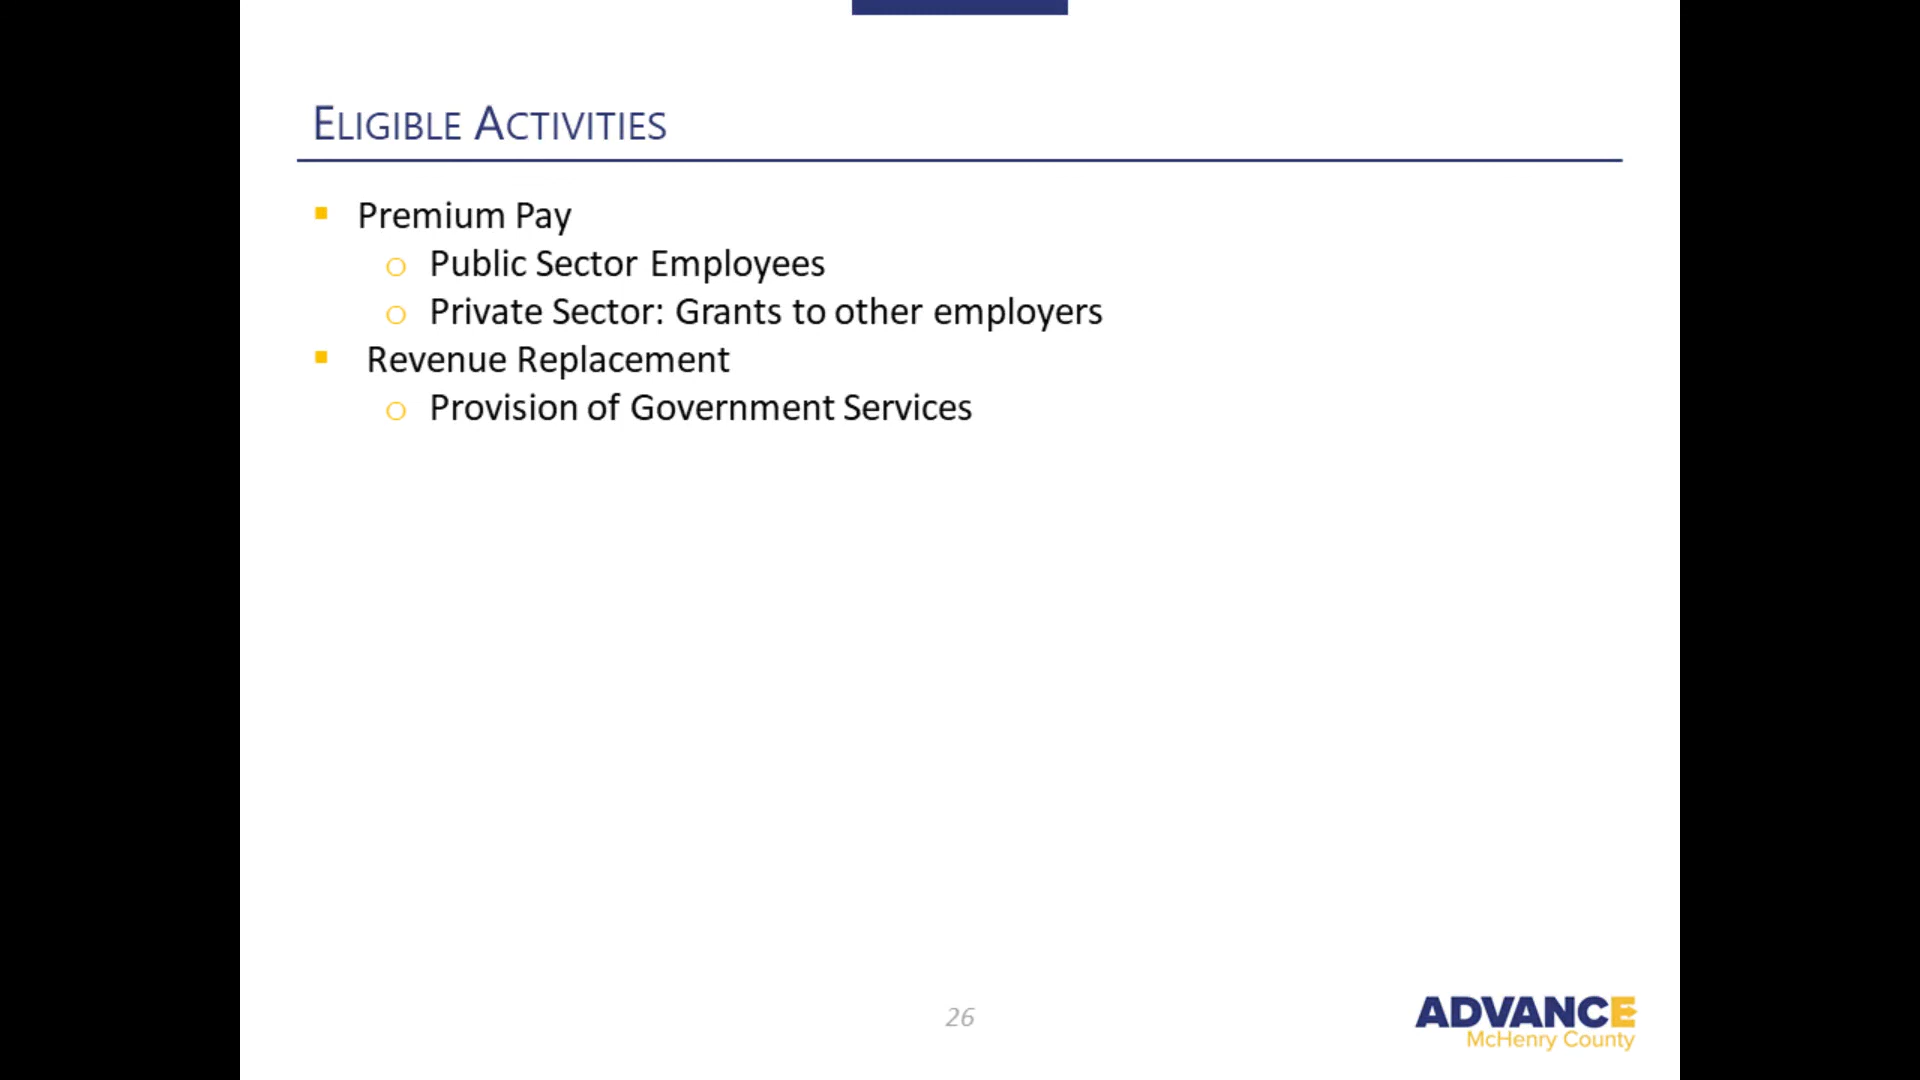 ELIGIBLE ACTIVITIES
Premium Pay
Public Sector Employees
Private Sector: Grants to other employers
Revenue Replacement
Provision of Government Services
26
ADVANCE
McHenry County